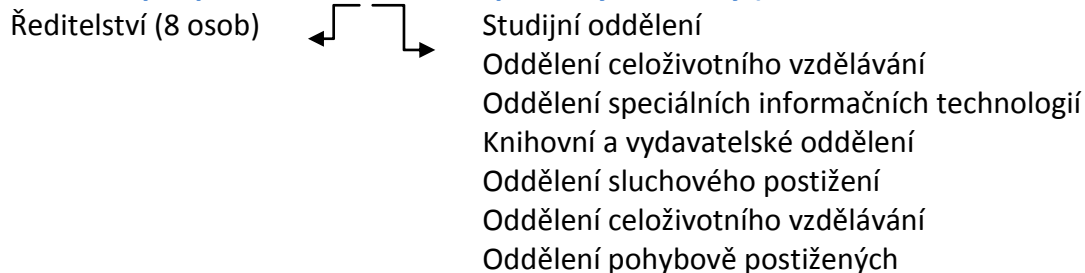 Ředitelství (8 osob)
Studijní oddělení
Oddělení celoživotního vzdělávání
Oddělení speciálních informačních technologií
Knihovní a vydavatelské oddělení
Oddělení sluchového postižení
Oddělení celoživotního vzdělávání
Oddělení pohybově postižených